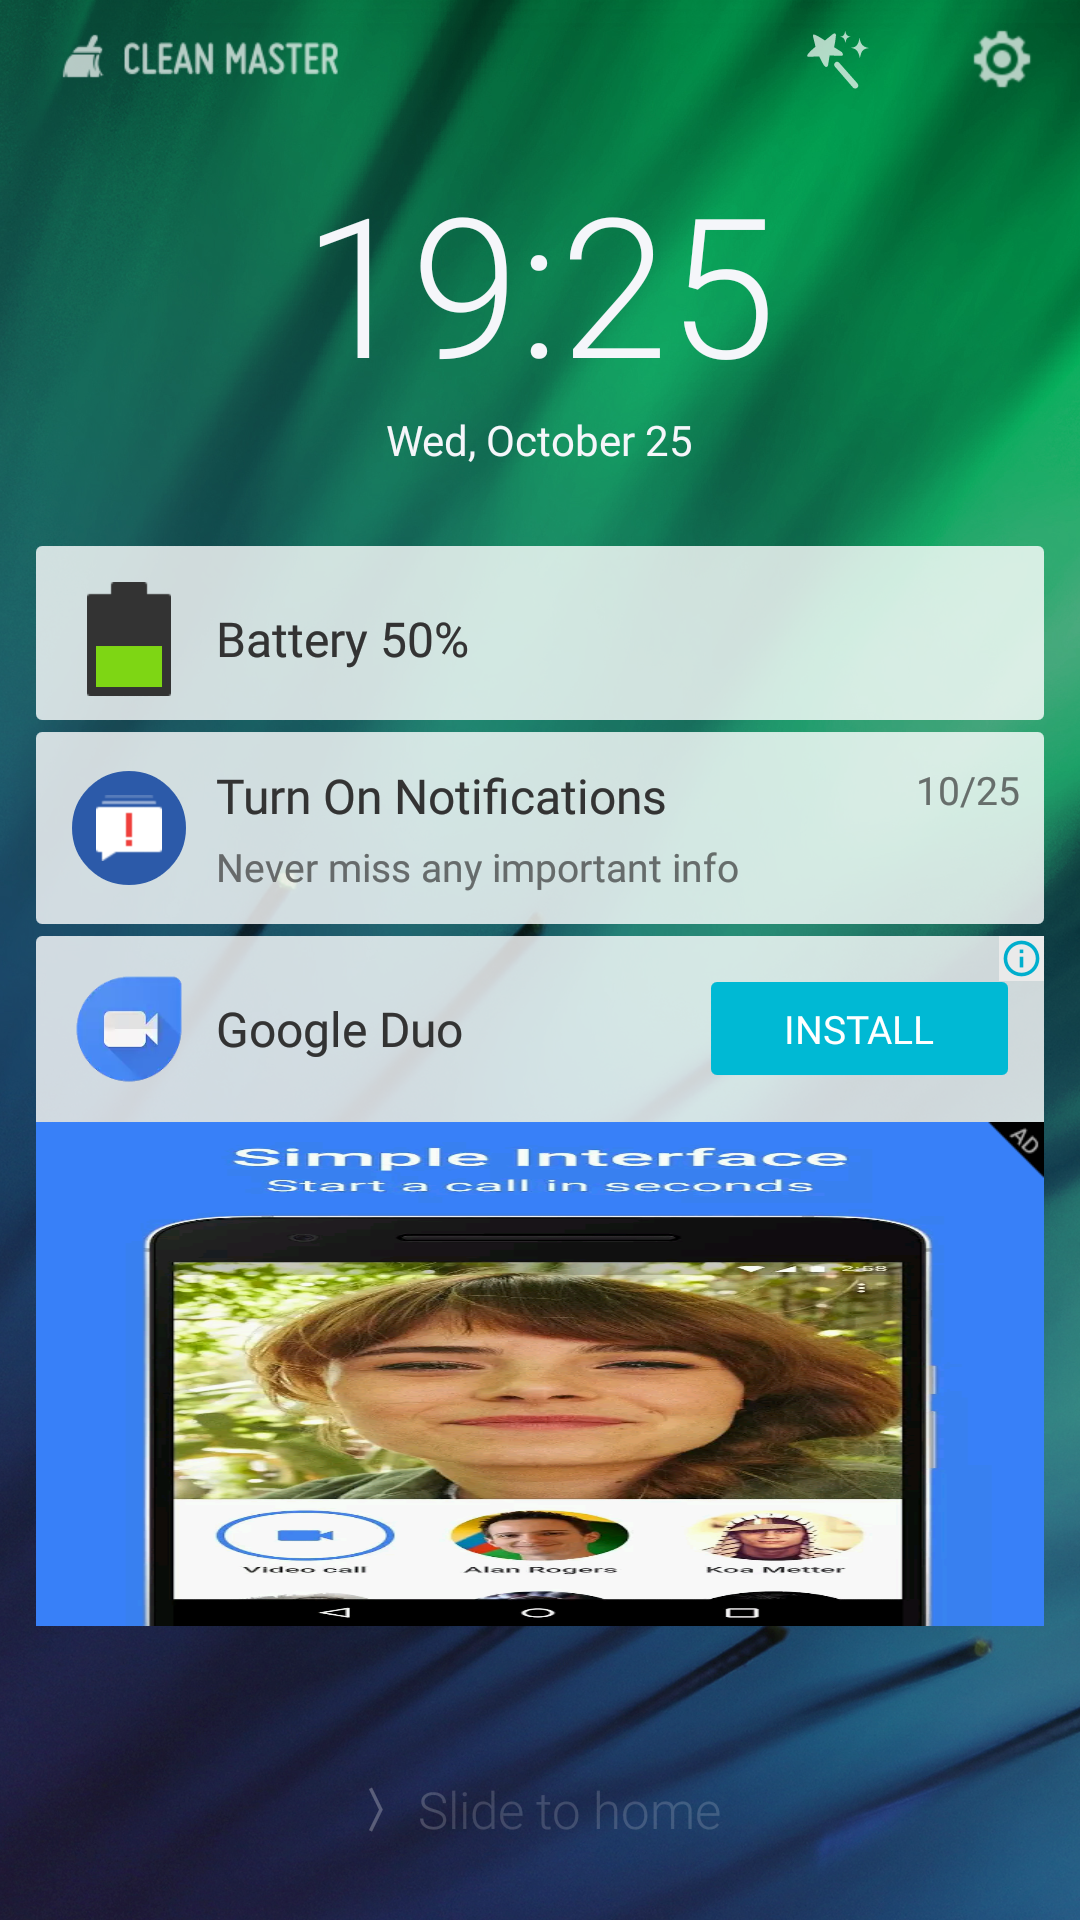 CLEAN MASTER
19:25
Wed, October 25
Battery 50%
Turn On Notifications
10/25
Never miss any important info
Google Duo
INSTALL
AD
Simple Interface
Start a call in seconds
2:58
Video call
Alan Rogers
Koa Metter
Slide to home